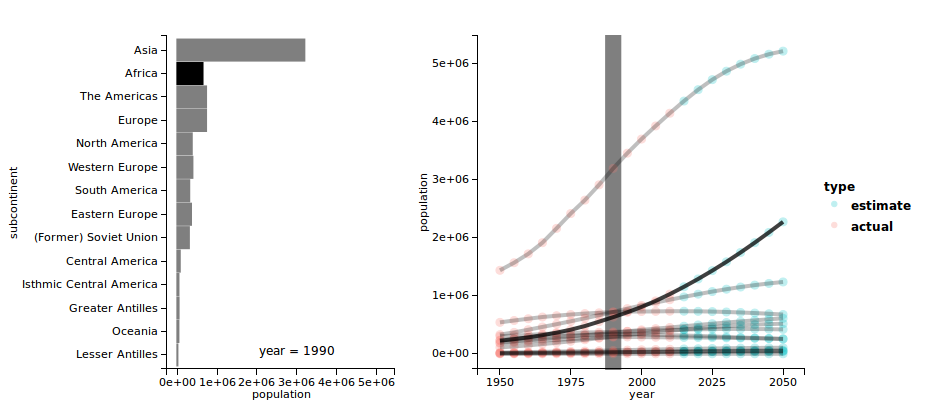 subcontinent
Asia
Africa
The Americas
Europe
North America
Western Europe
South America
Eastern Europe
(Former) Soviet Union
Central America
Isthmic Central America
Greater Antilles
Oceania
Lesser Antilles
year = 1990
0e+00 1e+06 2e+06 3e+06 4e+06 5e+06
population
population
5e+06
4e+06
3e+06
2e+06
1e+06
0e+00
1950 1975 2000 2025 2050
year
type
estimate
actual